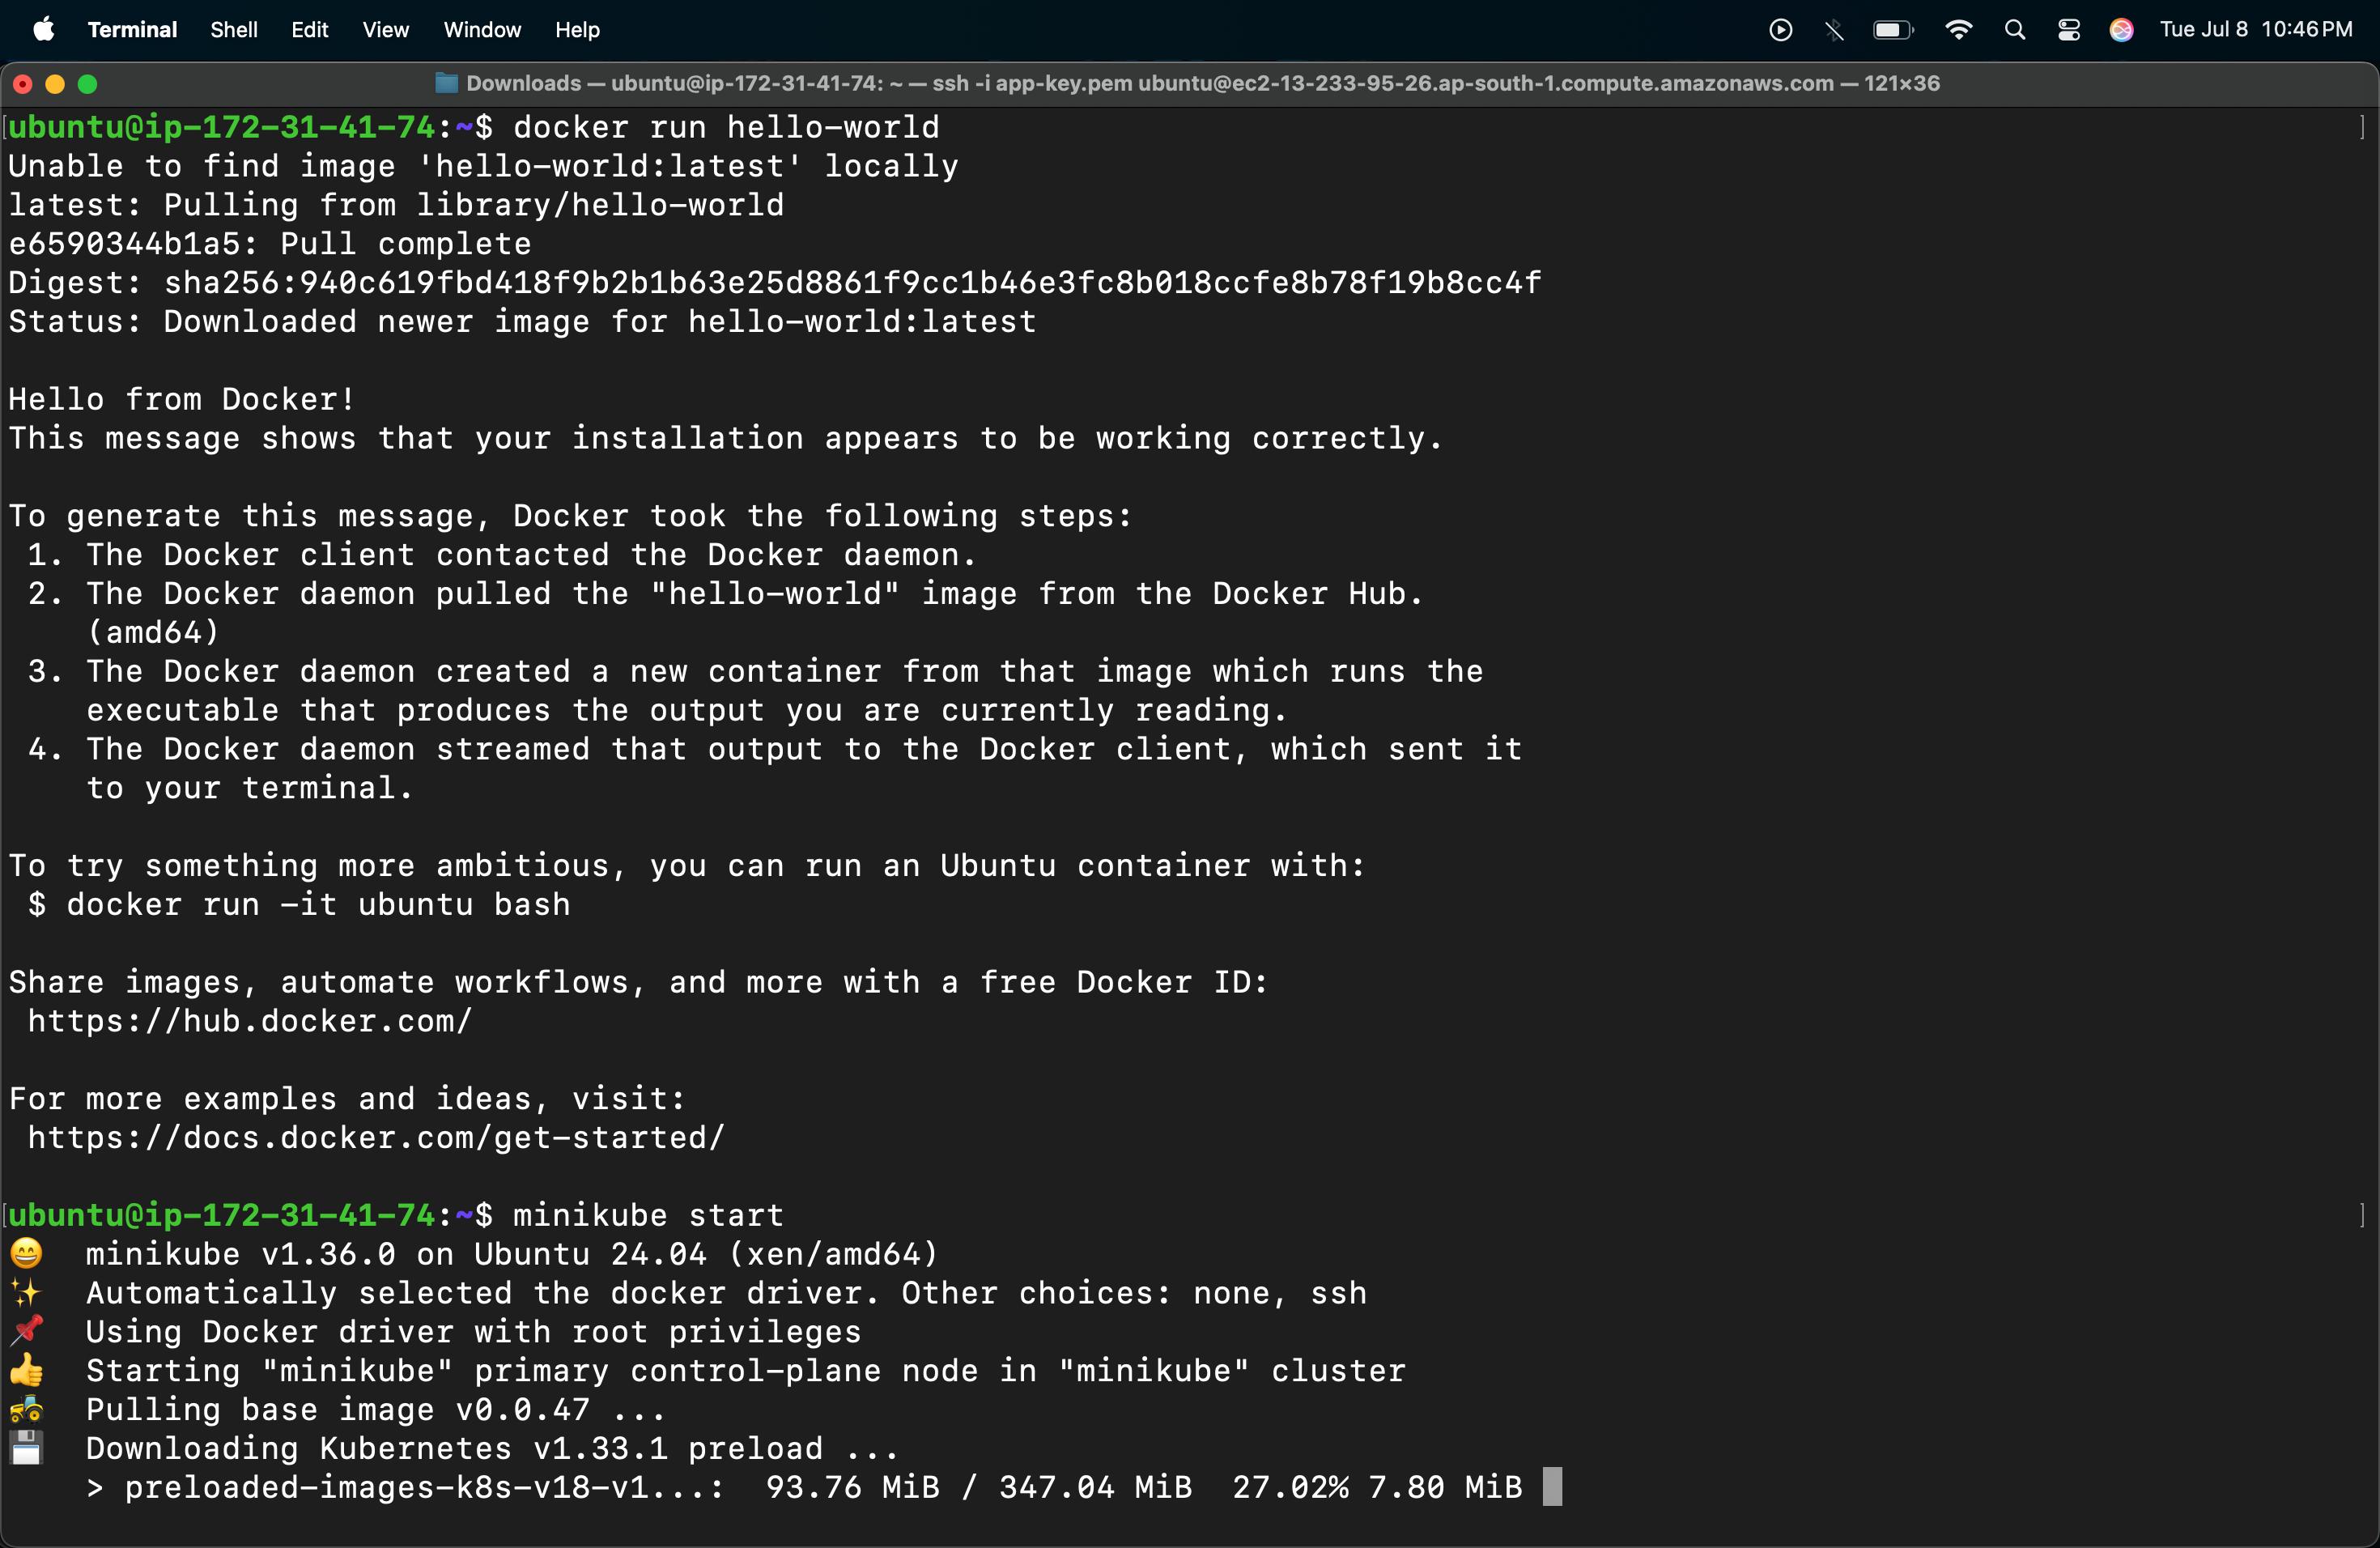 Terminal Shell Edit View Window Help Tue Jul 8 10:46 PM
Downloads — ubuntu@ip-172-31-41-74: ~ — ssh -i app-key.pem ubuntu@ec2-13-233-95-26.ap-south-1.compute.amazonaws.com — 121×36
[ubuntu@ip-172-31-41-74:~$ docker run hello-world ]
Unable to find image 'hello-world:latest' locally
latest: Pulling from library/hello-world
e6590344b1a5: Pull complete
Digest: sha256:940c619fbd418f9b2b1b63e25d8861f9cc1b46e3fc8b018ccfe8b78f19b8cc4f
Status: Downloaded newer image for hello-world:latest

Hello from Docker!
This message shows that your installation appears to be working correctly.

To generate this message, Docker took the following steps:
 1. The Docker client contacted the Docker daemon.
 2. The Docker daemon pulled the "hello-world" image from the Docker Hub.
    (amd64)
 3. The Docker daemon created a new container from that image which runs the
    executable that produces the output you are currently reading.
 4. The Docker daemon streamed that output to the Docker client, which sent it
    to your terminal.

To try something more ambitious, you can run an Ubuntu container with:
 $ docker run -it ubuntu bash

Share images, automate workflows, and more with a free Docker ID:
 https://hub.docker.com/

For more examples and ideas, visit:
 https://docs.docker.com/get-started/

[ubuntu@ip-172-31-41-74:~$ minikube start ]
😄 minikube v1.36.0 on Ubuntu 24.04 (xen/amd64)
✨ Automatically selected the docker driver. Other choices: none, ssh
📌 Using Docker driver with root privileges
👍 Starting "minikube" primary control-plane node in "minikube" cluster
🚜 Pulling base image v0.0.47 ...
💾 Downloading Kubernetes v1.33.1 preload ...
    > preloaded-images-k8s-v18-v1...:  93.76 MiB / 347.04 MiB  27.02% 7.80 MiB